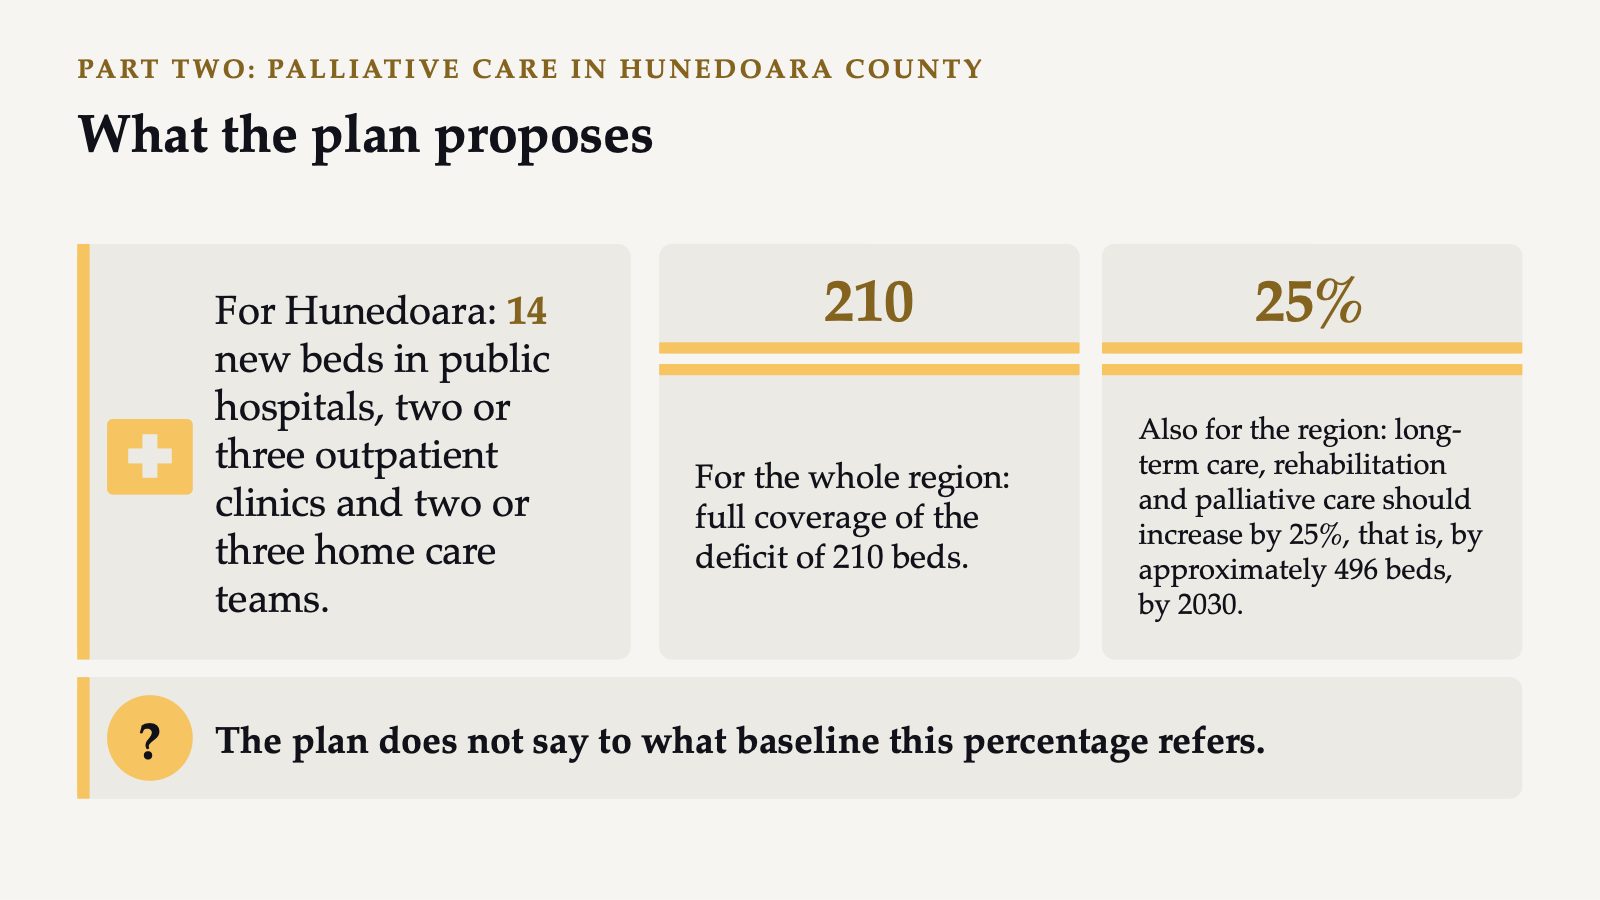 PART TWO: PALLIATIVE CARE IN HUNEDOARA COUNTY
What the plan proposes
For Hunedoara: 14
new beds in public
hospitals, two or
three outpatient
clinics and two or
three home care
teams.
210
For the whole region:
full coverage of the
deficit of 210 beds.
25%
Also for the region: long-
term care, rehabilitation
and palliative care should
increase by 25%, that is, by
approximately 496 beds,
by 2030.
?
The plan does not say to what baseline this percentage refers.